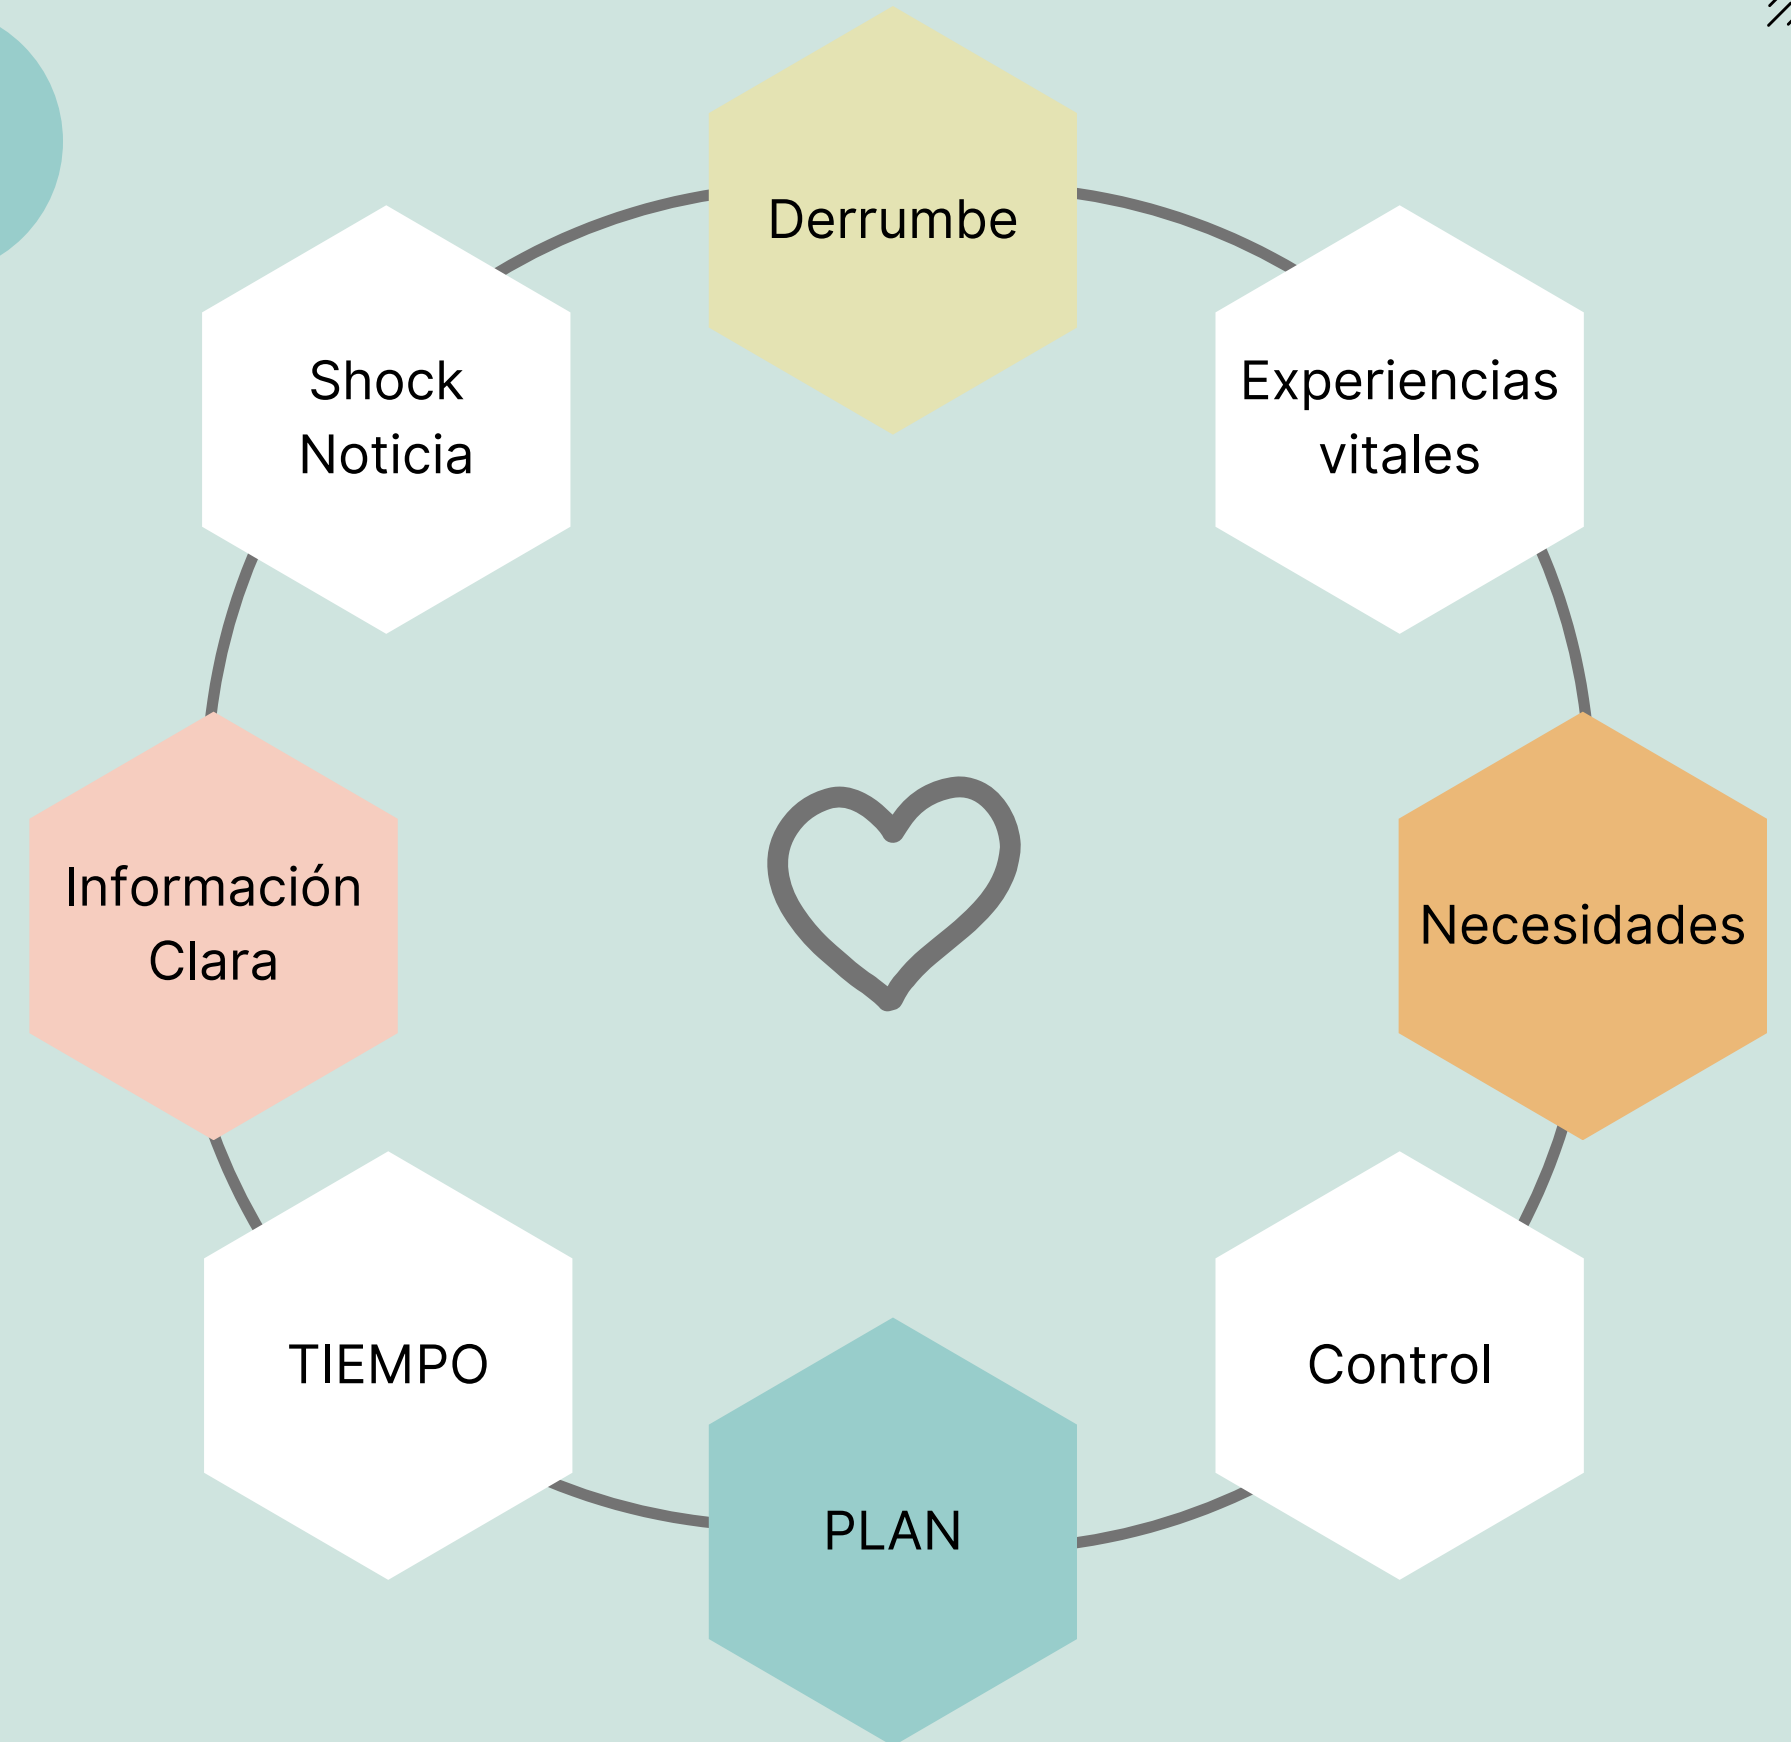 Derrumbe
Shock
Noticia
Experiencias
vitales
Información
Clara
Necesidades
TIEMPO
Control
PLAN